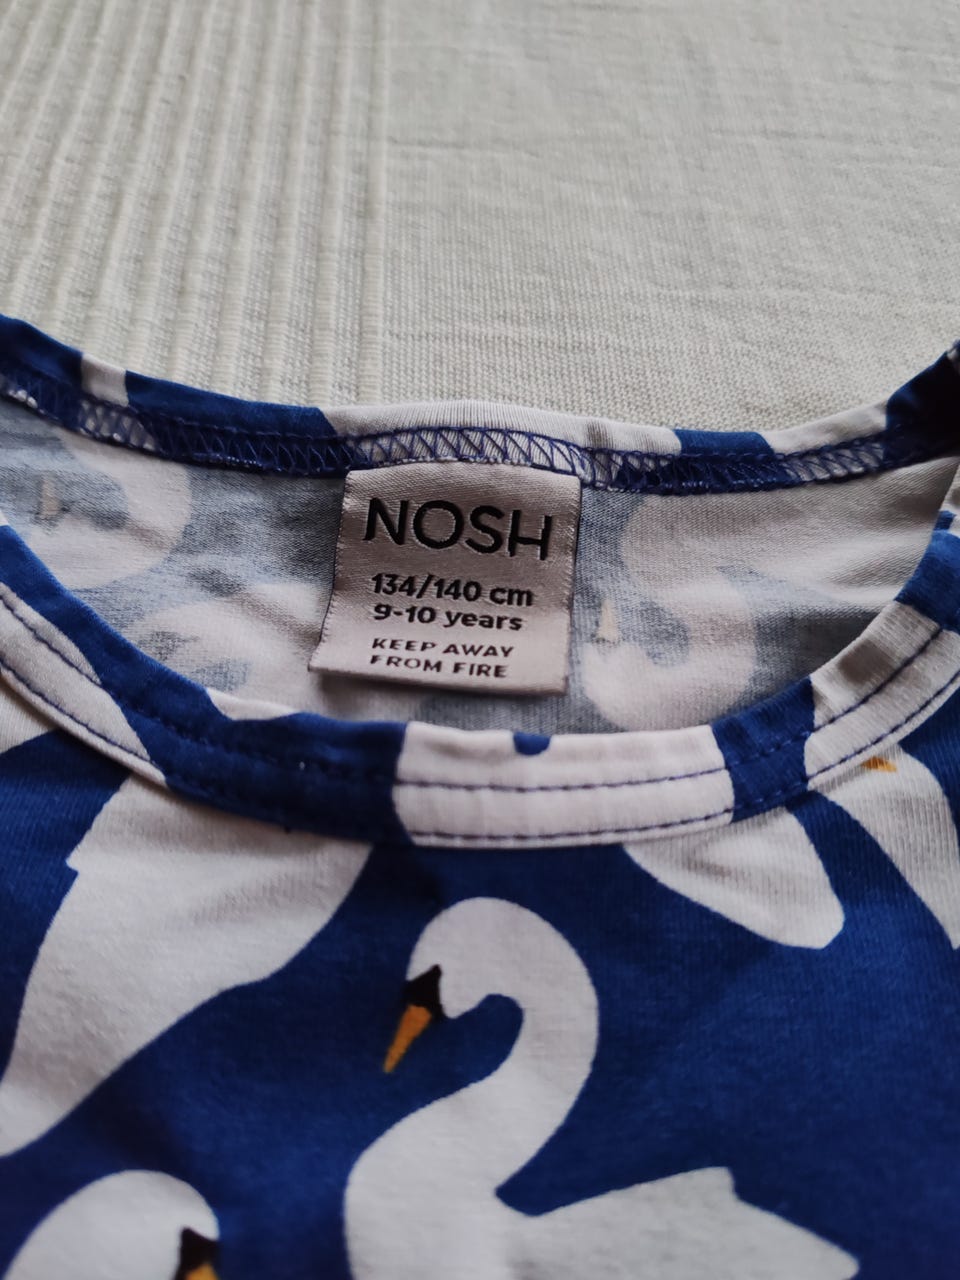 NOSH
134/140 cm
9-10 years
KEEP AWAY
FROM FIRE